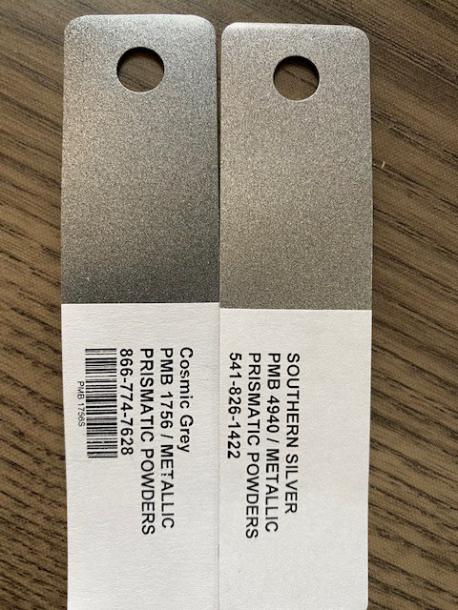 Cosmic Grey
PMB 1756 / METALLIC
PRISMATIC POWDERS
866-774-7628
PMB 1756S
SOUTHERN SILVER
PMB 4940 / METALLIC
PRISMATIC POWDERS
541-826-1422